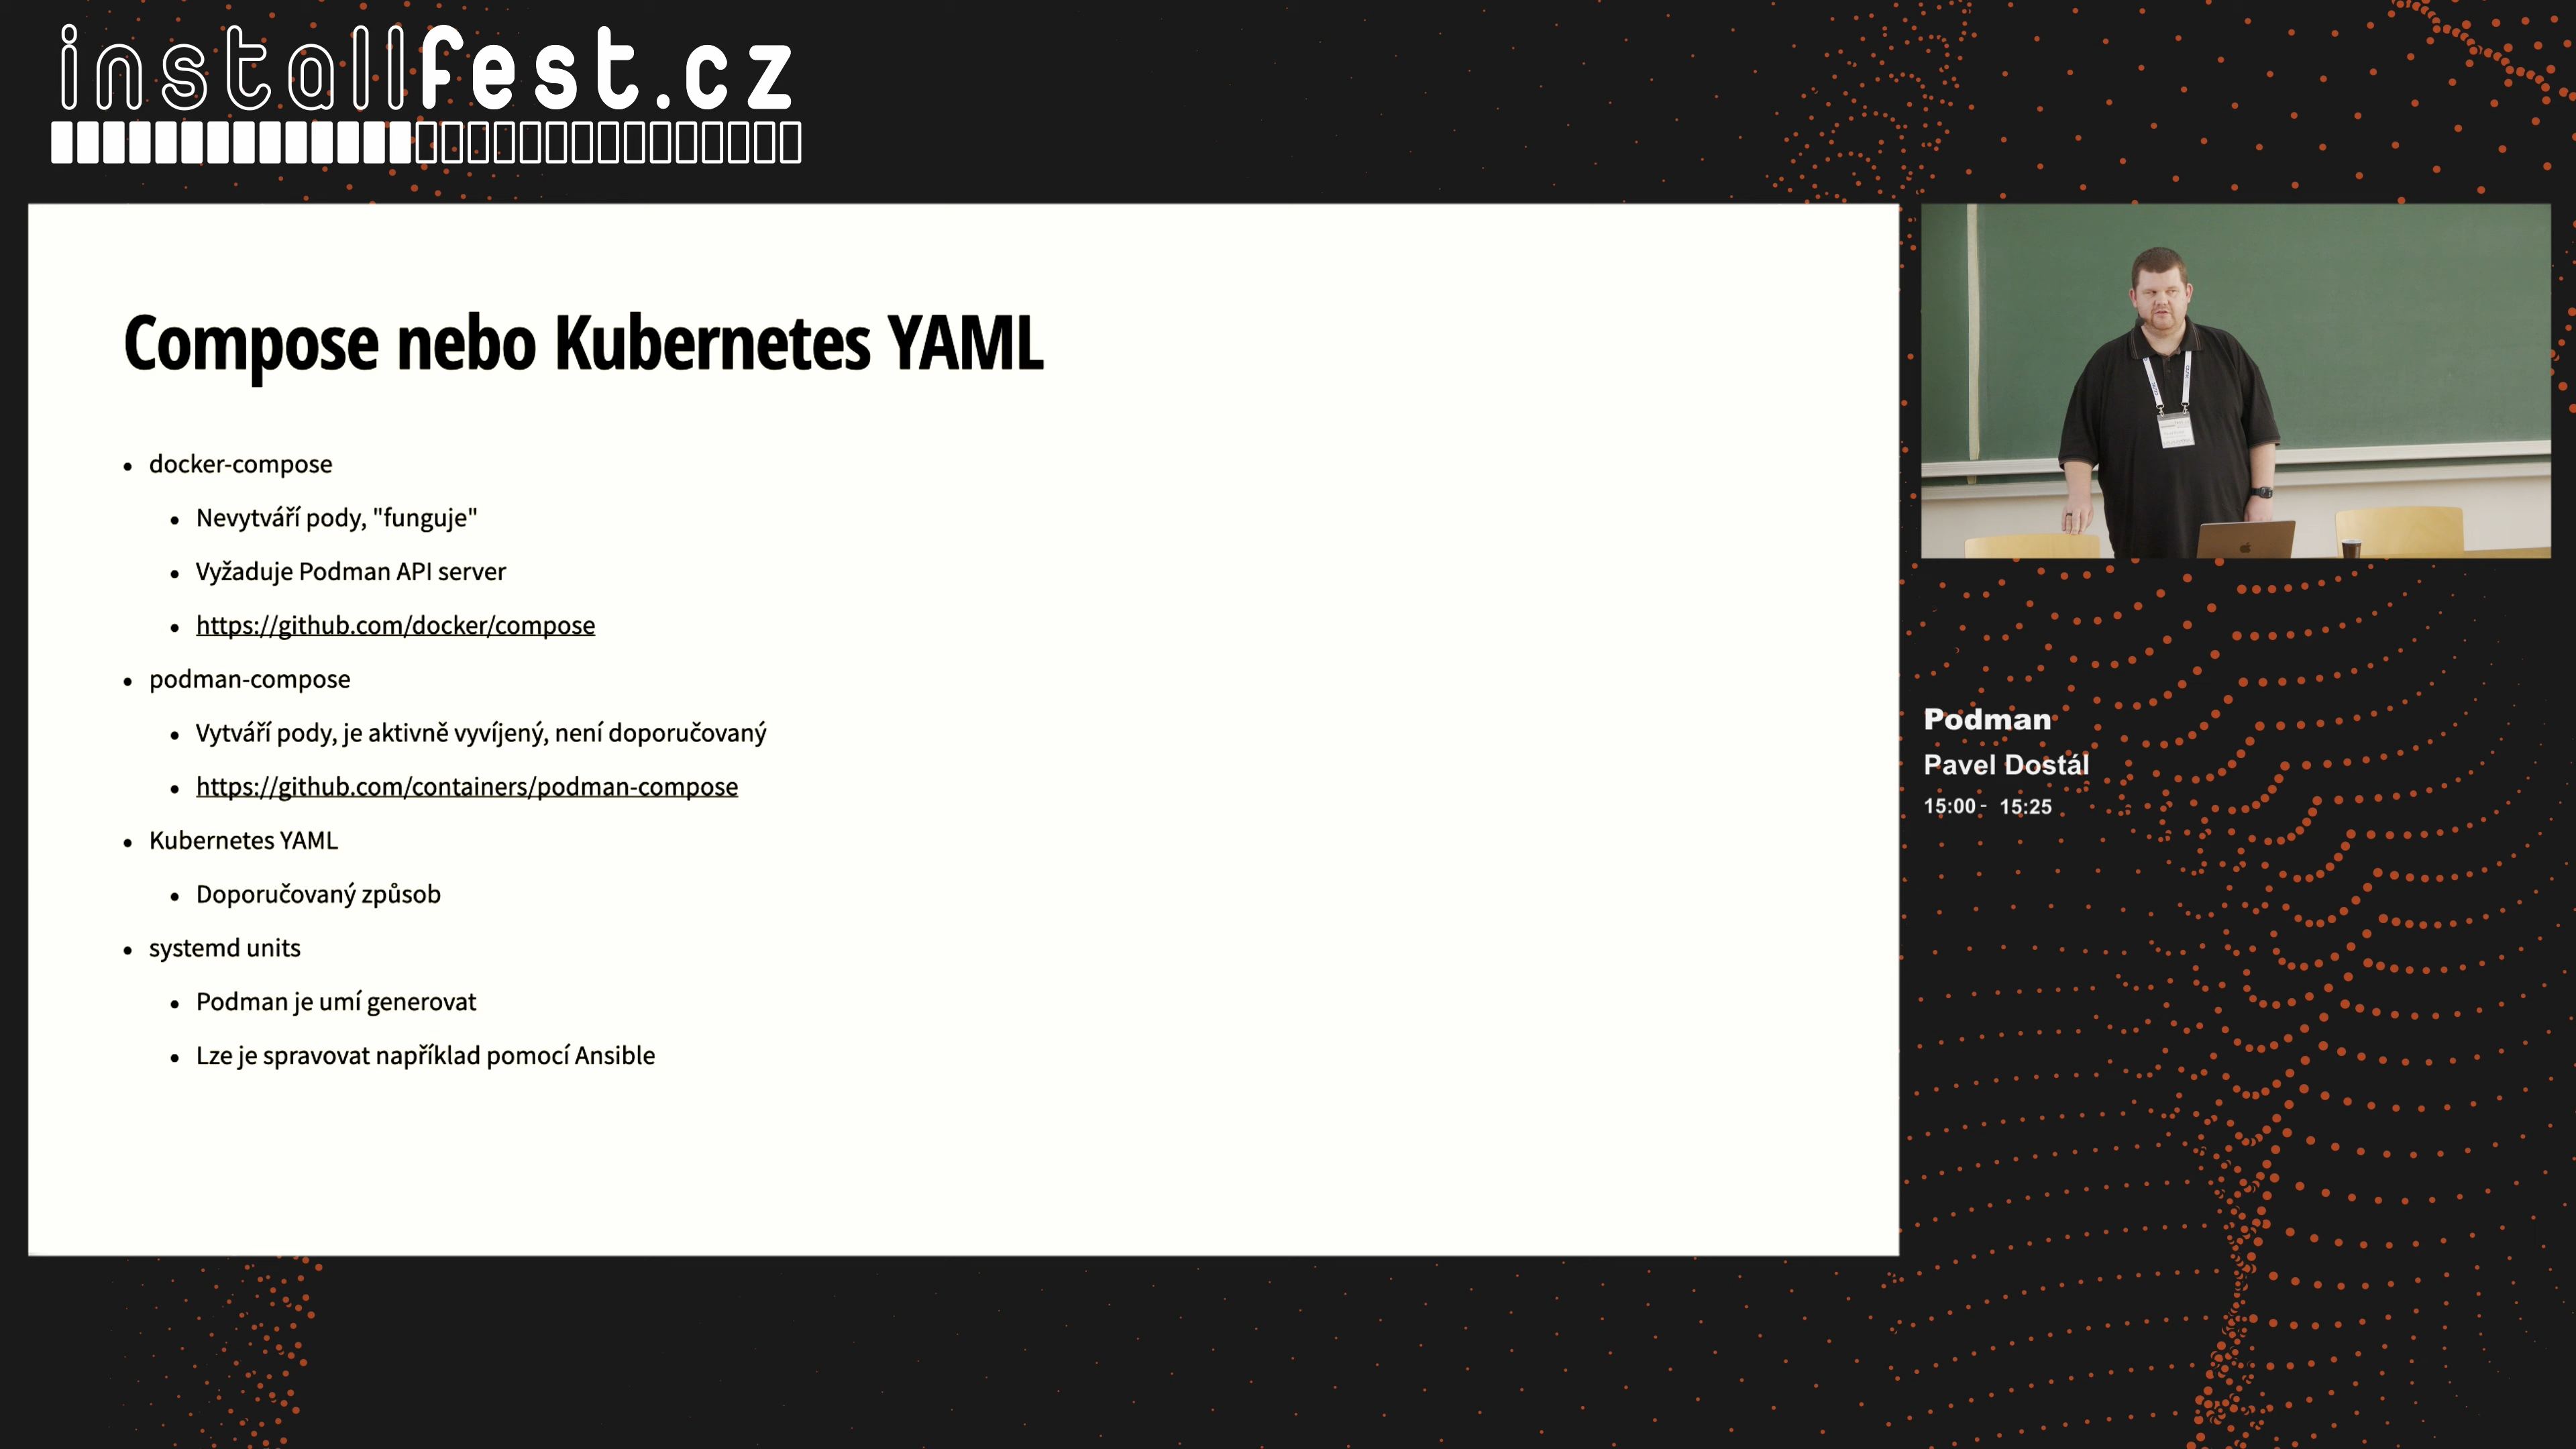 installfest.cz
Compose nebo Kubernetes YAML
docker-compose
Nevytváří pody, "funguje"
Vyžaduje Podman API server
https://github.com/docker/compose
podman-compose
Vytváří pody, je aktivně vyvíjený, není doporučovaný
https://github.com/containers/podman-compose
Kubernetes YAML
Doporučovaný způsob
systemd units
Podman je umí generovat
Lze je spravovat například pomocí Ansible
Podman
Pavel Dostál
15:00 - 15:25